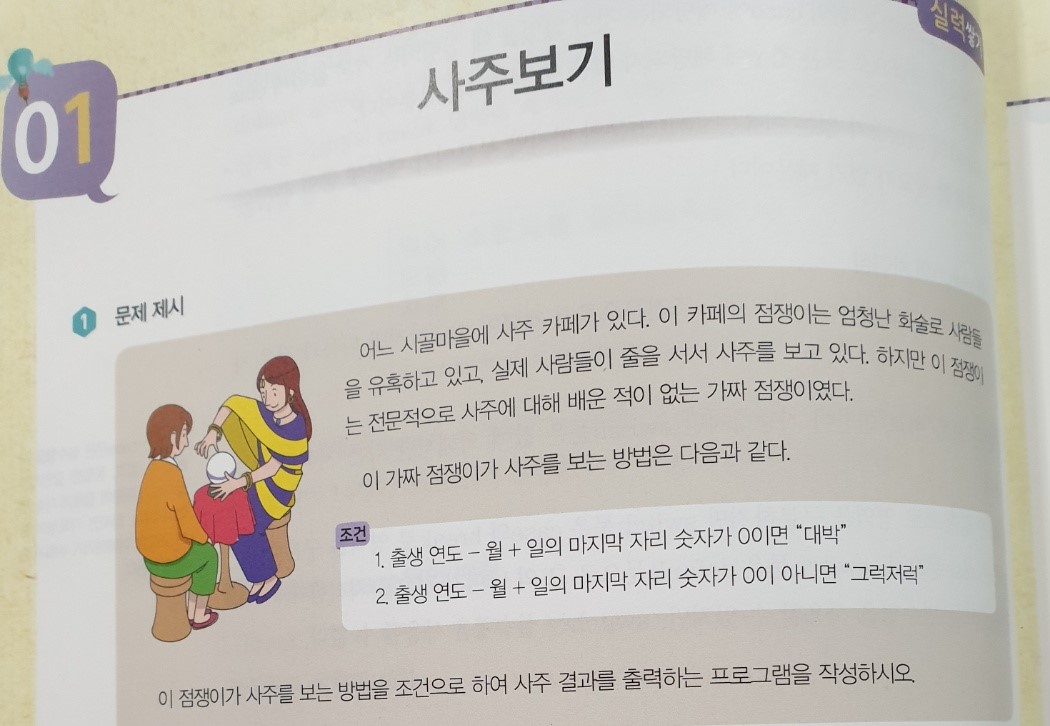 실력쌓기
01
사주보기
1 문제 제시
어느 시골마을에 사주 카페가 있다. 이 카페의 점쟁이는 엄청난 화술로 사람들
을 유혹하고 있고, 실제 사람들이 줄을 서서 사주를 보고 있다. 하지만 이 점쟁이
는 전문적으로 사주에 대해 배운 적이 없는 가짜 점쟁이였다.
이 가짜 점쟁이가 사주를 보는 방법은 다음과 같다.
조건
1. 출생 연도 - 월 + 일의 마지막 자리 숫자가 0이면 “대박”
2. 출생 연도 - 월 + 일의 마지막 자리 숫자가 0이 아니면 “그럭저럭”
이 점쟁이가 사주를 보는 방법을 조건으로 하여 사주 결과를 출력하는 프로그램을 작성하시오.